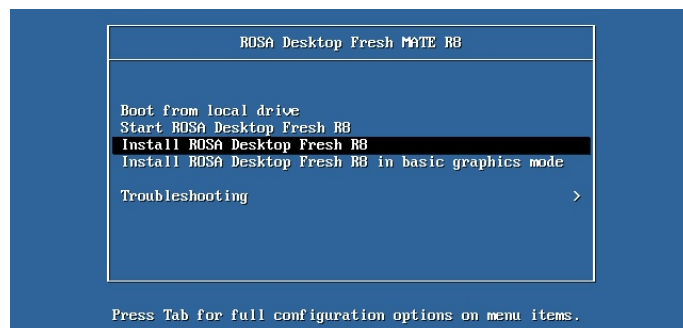 ROSA Desktop Fresh MATE R8
Boot from local drive
Start ROSA Desktop Fresh R8
Install ROSA Desktop Fresh R8
Install ROSA Desktop Fresh R8 in basic graphics mode
Troubleshooting >
Press Tab for full configuration options on menu items.